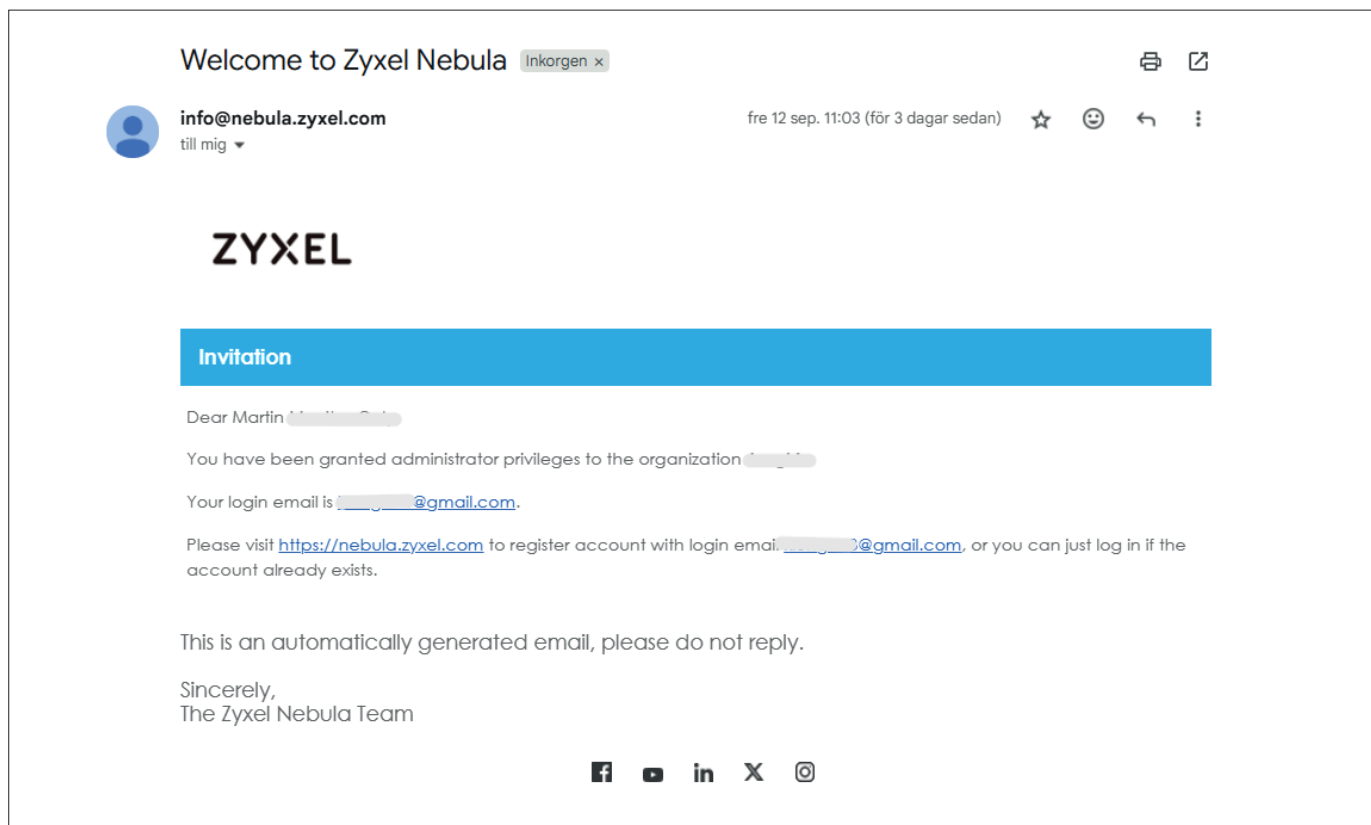 Welcome to Zyxel Nebula Inkorgen ×
info@nebula.zyxel.com fre 12 sep. 11:03 (för 3 dagar sedan)
till mig
ZYXEL
Invitation
Dear Martin
You have been granted administrator privileges to the organization
Your login email is @gmail.com.
Please visit https://nebula.zyxel.com to register account with login email @gmail.com, or you can just log in if the
account already exists.
This is an automatically generated email, please do not reply.
Sincerely,
The Zyxel Nebula Team